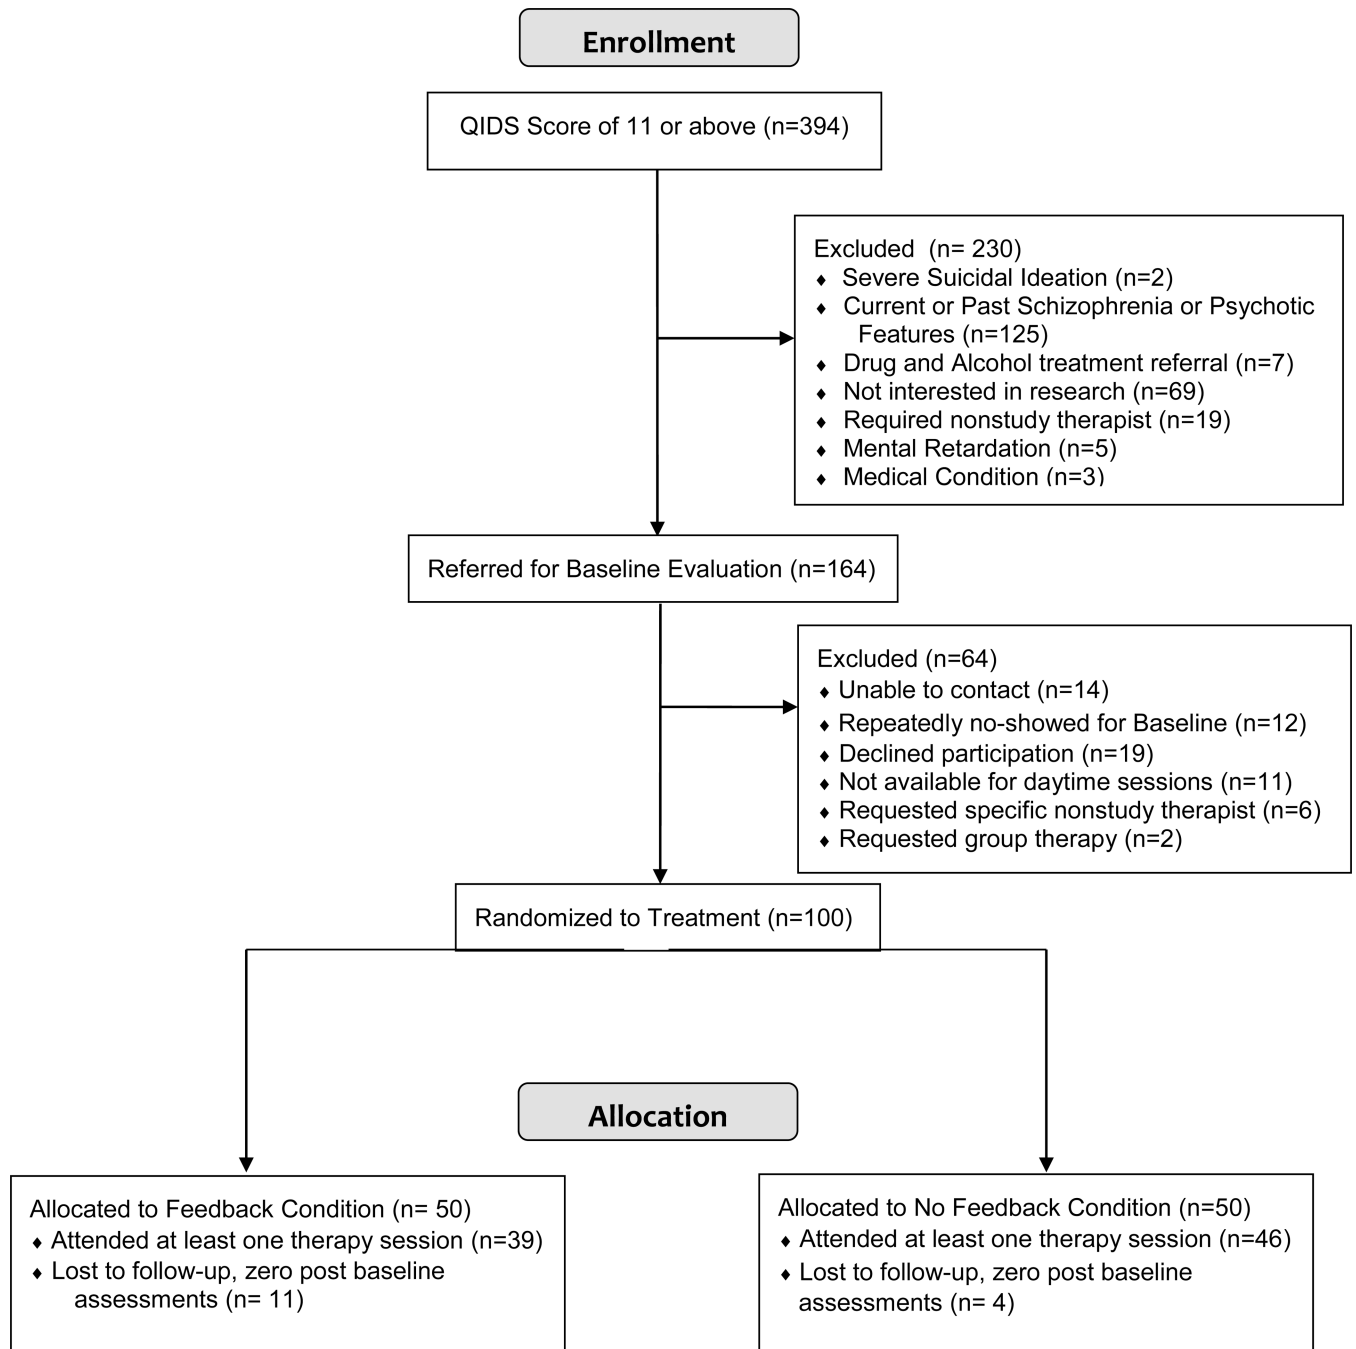 Enrollment
QIDS Score of 11 or above (n=394)
Excluded  (n= 230)
♦ Severe Suicidal Ideation (n=2)
♦ Current or Past Schizophrenia or Psychotic
Features (n=125)
♦ Drug and Alcohol treatment referral (n=7)
♦ Not interested in research (n=69)
♦ Required nonstudy therapist (n=19)
♦ Mental Retardation (n=5)
♦ Medical Condition (n=3)
Referred for Baseline Evaluation (n=164)
Excluded (n=64)
♦ Unable to contact (n=14)
♦ Repeatedly no-showed for Baseline (n=12)
♦ Declined participation (n=19)
♦ Not available for daytime sessions (n=11)
♦ Requested specific nonstudy therapist (n=6)
♦ Requested group therapy (n=2)
Randomized to Treatment (n=100)
Allocation
Allocated to Feedback Condition (n= 50)
♦ Attended at least one therapy session (n=39)
♦ Lost to follow-up, zero post baseline
assessments (n= 11)
Allocated to No Feedback Condition (n=50)
♦ Attended at least one therapy session (n=46)
♦ Lost to follow-up, zero post baseline
assessments (n= 4)